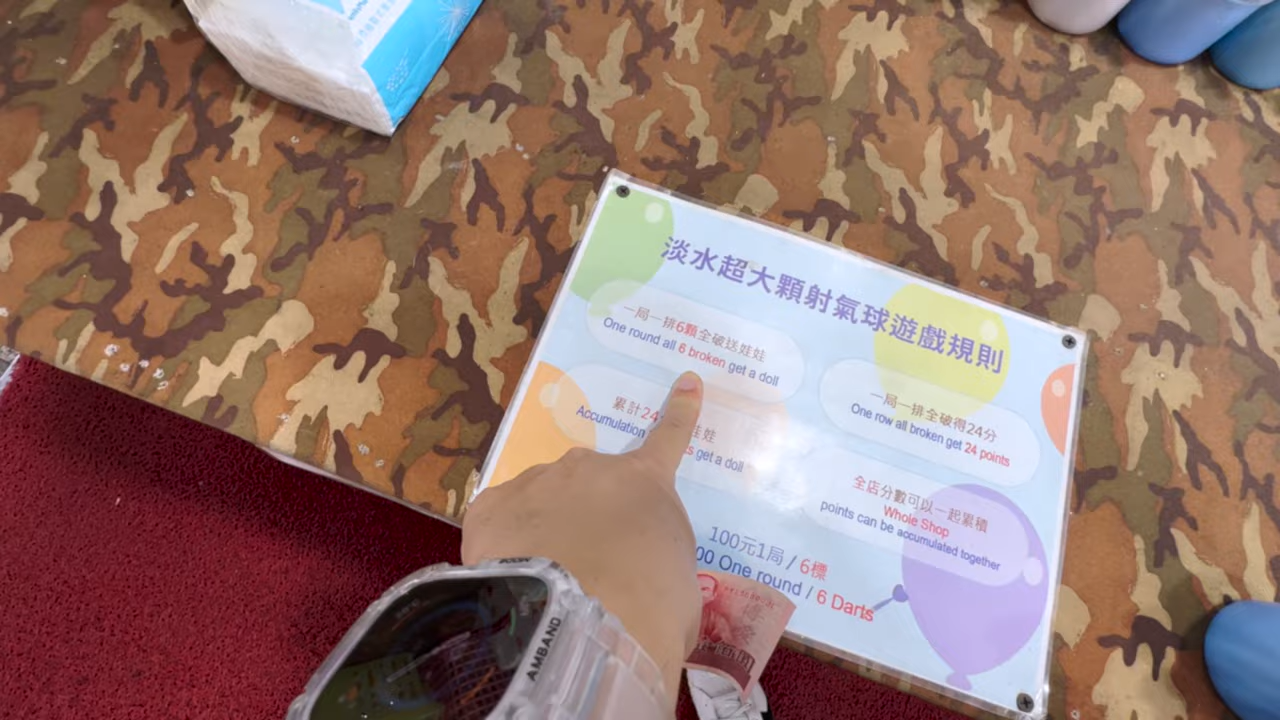 淡水超大顆射氣球遊戲規則
一局一排6顆全破送娃娃
One round all 6 broken get a doll
一局一排全破得24分
One row all broken get 24 points
累計24 娃娃
Accumulation get a doll
全店分數可以一起累積
Whole Shop
points can be accumulated together
100元1局 / 6標
00 One round / 6 Darts
AMBAND